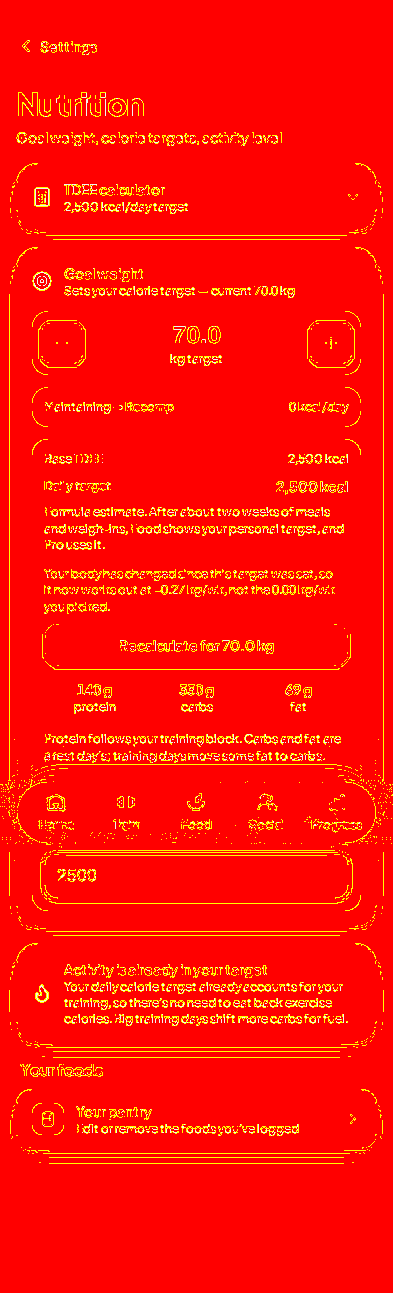 Settings
Nutrition
Goal weight, calorie targets, activity level
TDEE calculator
2,500 kcal/day target
Goal weight
Sets your calorie target — current 70.0 kg
70.0
kg target
Maintaining · Recomp
0 kcal/day
Base TDEE
2,500 kcal
Daily target
2,500 kcal
Formula estimate. After about two weeks of meals
and weigh-ins, Food shows your personal target, and
Pro uses it.
Your body has changed since this target was set, so
it now works out at -0.27 kg/wk, not the 0.00 kg/wk
you picked.
Recalculate for 70.0 kg
140g
330g
69g
protein
carbs
fat
Protein follows your training block. Carbs and fat are
a rest day's; training days move some fat to carbs.
Home
Food
Social
Progress
2500
Activity is already in your target
Your daily calorie target already accounts for your
training, so there's no need to eat back exercise
calories. Big training days shift more carbs for fuel.
Your foods
Your pantry
Edit or remove the foods you've logged